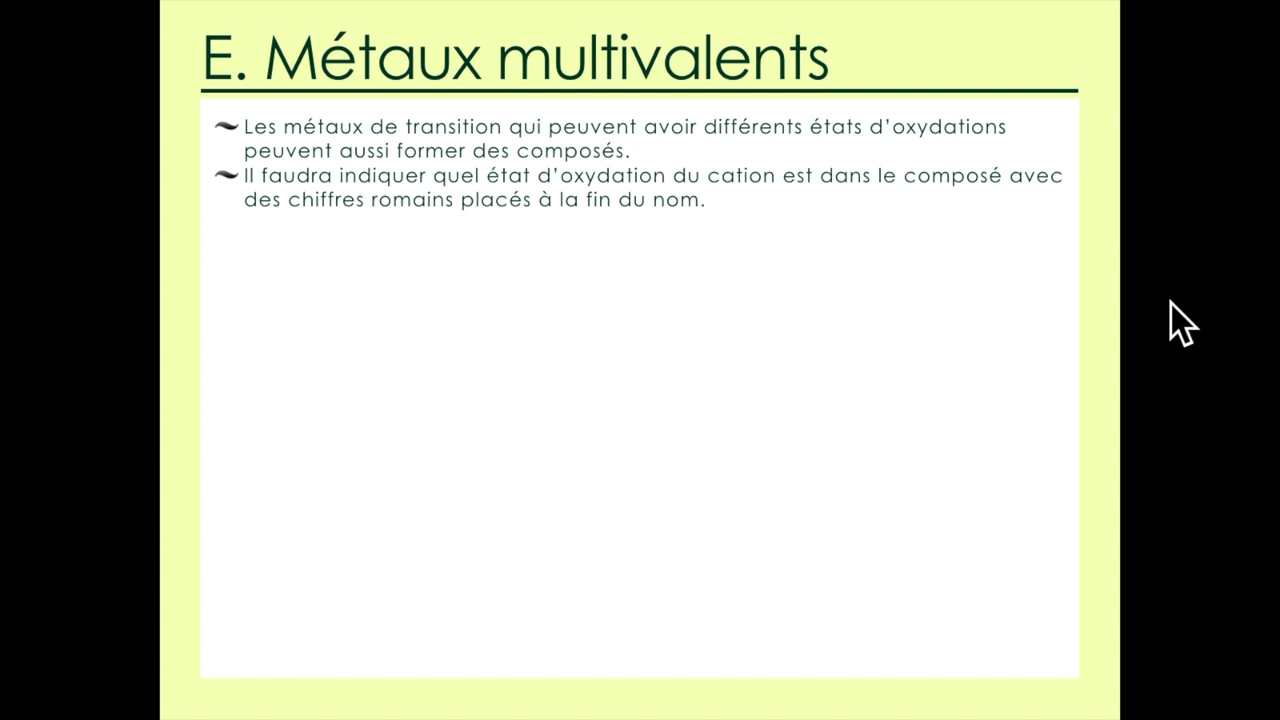 E. Métaux multivalents
Les métaux de transition qui peuvent avoir différents états d’oxydations
peuvent aussi former des composés.
Il faudra indiquer quel état d’oxydation du cation est dans le composé avec
des chiffres romains placés à la fin du nom.